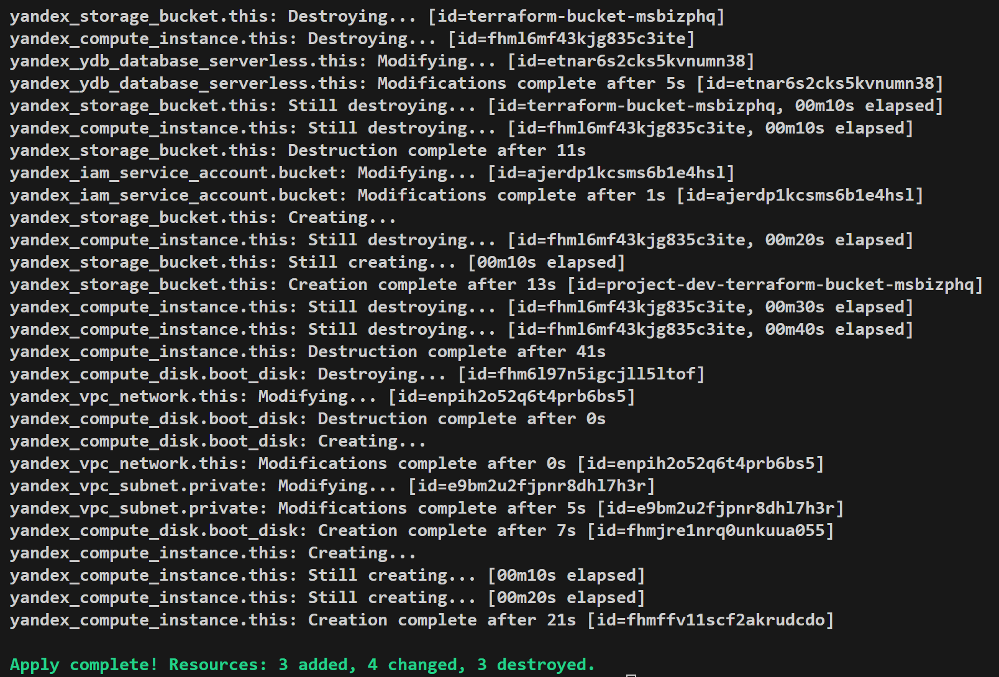 yandex_storage_bucket.this: Destroying... [id=terraform-bucket-msbizphq]
yandex_compute_instance.this: Destroying... [id=fhml6mf43kjg835c3ite]
yandex_ydb_database_serverless.this: Modifying... [id=etnar6s2cks5kvnumn38]
yandex_ydb_database_serverless.this: Modifications complete after 5s [id=etnar6s2cks5kvnumn38]
yandex_storage_bucket.this: Still destroying... [id=terraform-bucket-msbizphq, 00m10s elapsed]
yandex_compute_instance.this: Still destroying... [id=fhml6mf43kjg835c3ite, 00m10s elapsed]
yandex_storage_bucket.this: Destruction complete after 11s
yandex_iam_service_account.bucket: Modifying... [id=ajerdp1kcsms6b1e4hsl]
yandex_iam_service_account.bucket: Modifications complete after 1s [id=ajerdp1kcsms6b1e4hsl]
yandex_storage_bucket.this: Creating...
yandex_compute_instance.this: Still destroying... [id=fhml6mf43kjg835c3ite, 00m20s elapsed]
yandex_storage_bucket.this: Still creating... [00m10s elapsed]
yandex_storage_bucket.this: Creation complete after 13s [id=project-dev-terraform-bucket-msbizphq]
yandex_compute_instance.this: Still destroying... [id=fhml6mf43kjg835c3ite, 00m30s elapsed]
yandex_compute_instance.this: Still destroying... [id=fhml6mf43kjg835c3ite, 00m40s elapsed]
yandex_compute_instance.this: Destruction complete after 41s
yandex_compute_disk.boot_disk: Destroying... [id=fhm6l97n5igcjll5ltof]
yandex_vpc_network.this: Modifying... [id=enpih2o52q6t4prb6bs5]
yandex_compute_disk.boot_disk: Destruction complete after 0s
yandex_compute_disk.boot_disk: Creating...
yandex_vpc_network.this: Modifications complete after 0s [id=enpih2o52q6t4prb6bs5]
yandex_vpc_subnet.private: Modifying... [id=e9bm2u2fjpnr8dhl7h3r]
yandex_vpc_subnet.private: Modifications complete after 5s [id=e9bm2u2fjpnr8dhl7h3r]
yandex_compute_disk.boot_disk: Creation complete after 7s [id=fhmjre1nrq0unkuua055]
yandex_compute_instance.this: Creating...
yandex_compute_instance.this: Still creating... [00m10s elapsed]
yandex_compute_instance.this: Still creating... [00m20s elapsed]
yandex_compute_instance.this: Creation complete after 21s [id=fhmffv11scf2akrudcdo]
Apply complete! Resources: 3 added, 4 changed, 3 destroyed.